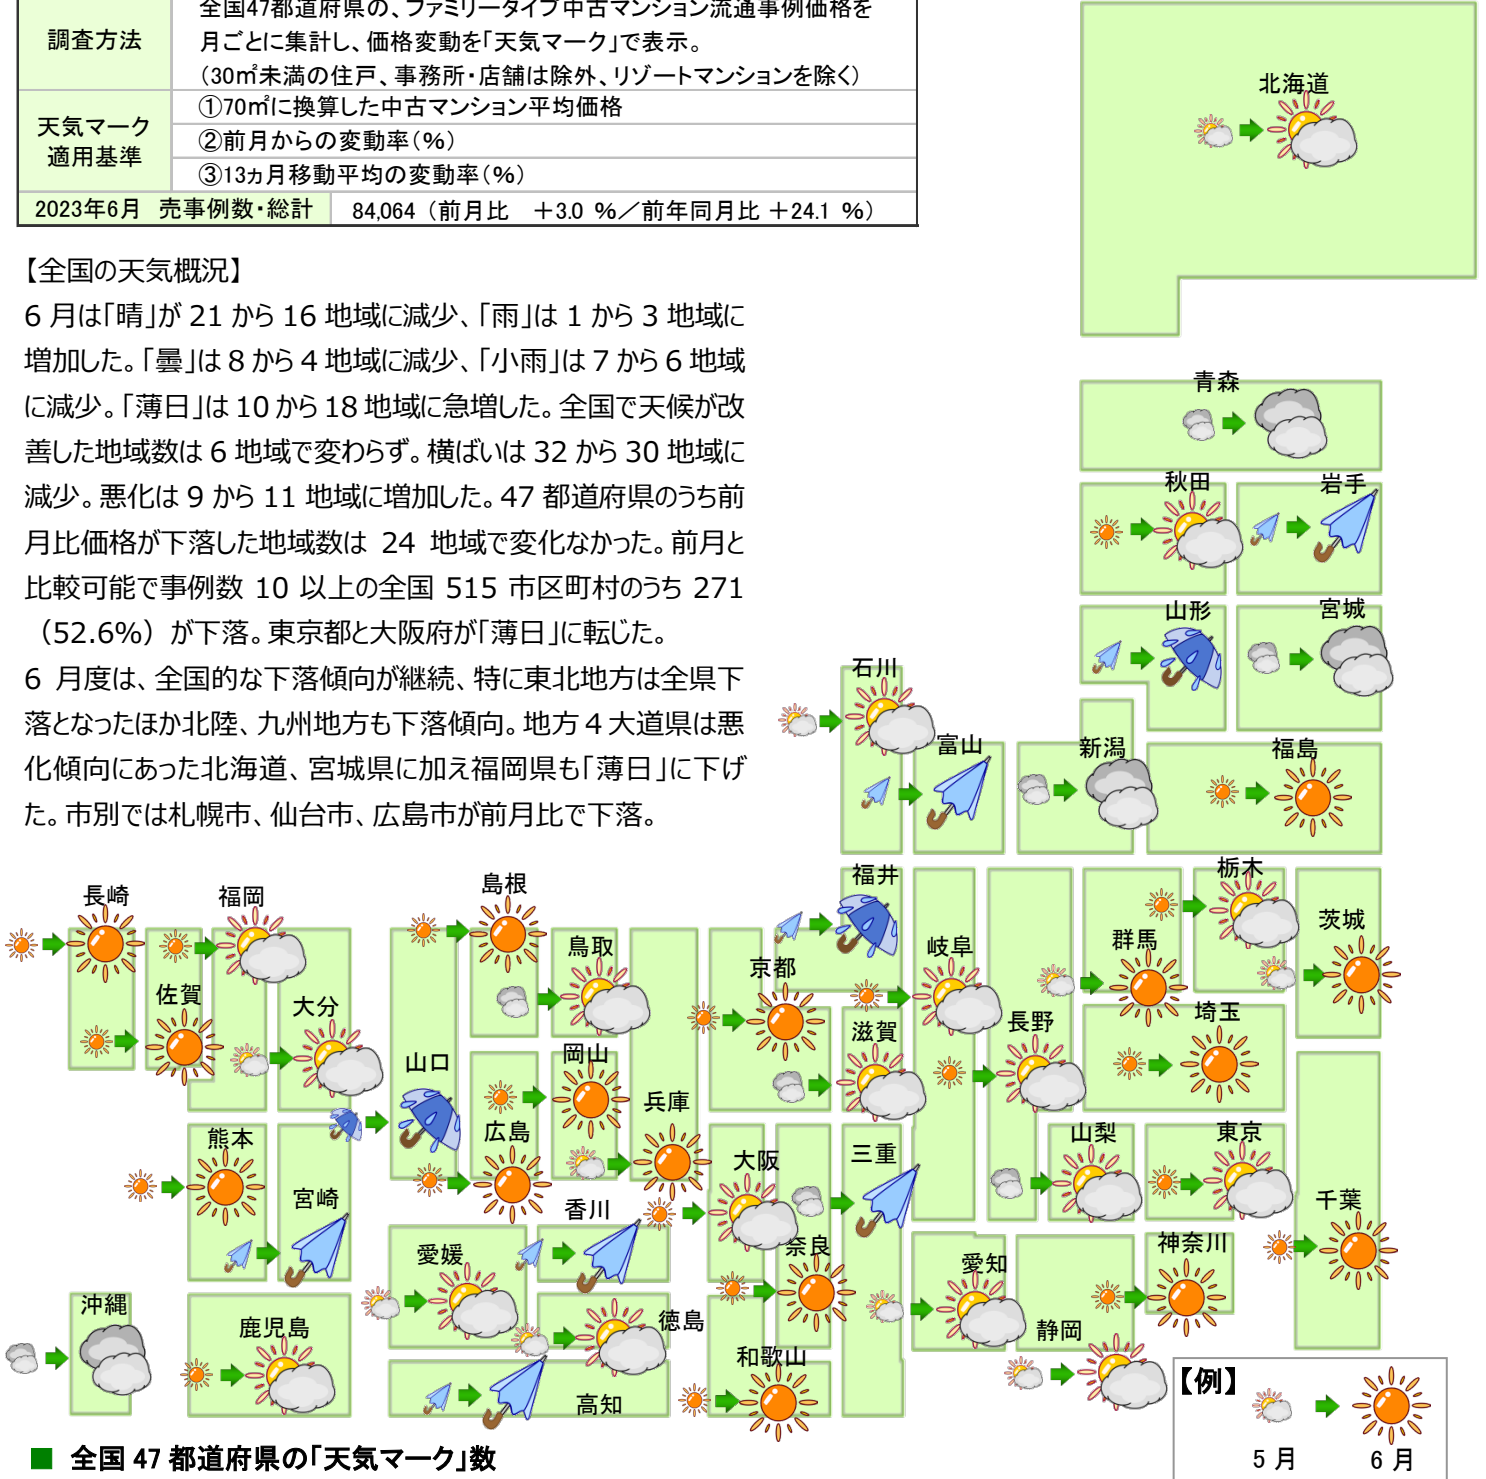 全国47都道府県の、ファミリータイプ中古マンション流通事例価格を
調査方法
月ごとに集計し、価格変動を「天気マーク」で表示。
（30㎡未満の住戸、事務所・店舗は除外、リゾートマンションを除く）
天気マーク
適用基準
①70㎡に換算した中古マンション平均価格
②前月からの変動率（%）
③13ヵ月移動平均の変動率（%）
2023年6月　売事例数・総計　84,064（前月比　＋3.0 %／前年同月比 ＋24.1 %）
【全国の天気概況】
6 月は「晴」が 21 から 16 地域に減少、「雨」は 1 から 3 地域に
増加した。「曇」は 8 から 4 地域に減少、「小雨」は 7 から 6 地域
に減少。「薄日」は 10 から 18 地域に急増した。全国で天候が改
善した地域数は 6 地域で変わらず。横ばいは 32 から 30 地域に
減少。悪化は 9 から 11 地域に増加した。47 都道府県のうち前
月比価格が下落した地域数は 24 地域で変化なかった。前月と
比較可能で事例数 10 以上の全国 515 市区町村のうち 271
（52.6%）が下落。東京都と大阪府が「薄日」に転じた。
6 月度は、全国的な下落傾向が継続、特に東北地方は全県下
落となったほか北陸、九州地方も下落傾向。地方 4 大道県は悪
化傾向にあった北海道、宮城県に加え福岡県も「薄日」に下げ
た。市別では札幌市、仙台市、広島市が前月比で下落。
北海道
青森
秋田
岩手
山形
宮城
石川
富山
新潟
福島
長崎
福岡
島根
福井
栃木
茨城
鳥取
京都
岐阜
群馬
佐賀
大分
滋賀
長野
埼玉
山口
岡山
兵庫
熊本
広島
大阪
三重
山梨
東京
宮崎
香川
千葉
愛媛
奈良
愛知
神奈川
沖縄
鹿児島
徳島
静岡
和歌山
高知
【例】
5 月
6 月
■ 全国 47 都道府県の「天気マーク」数